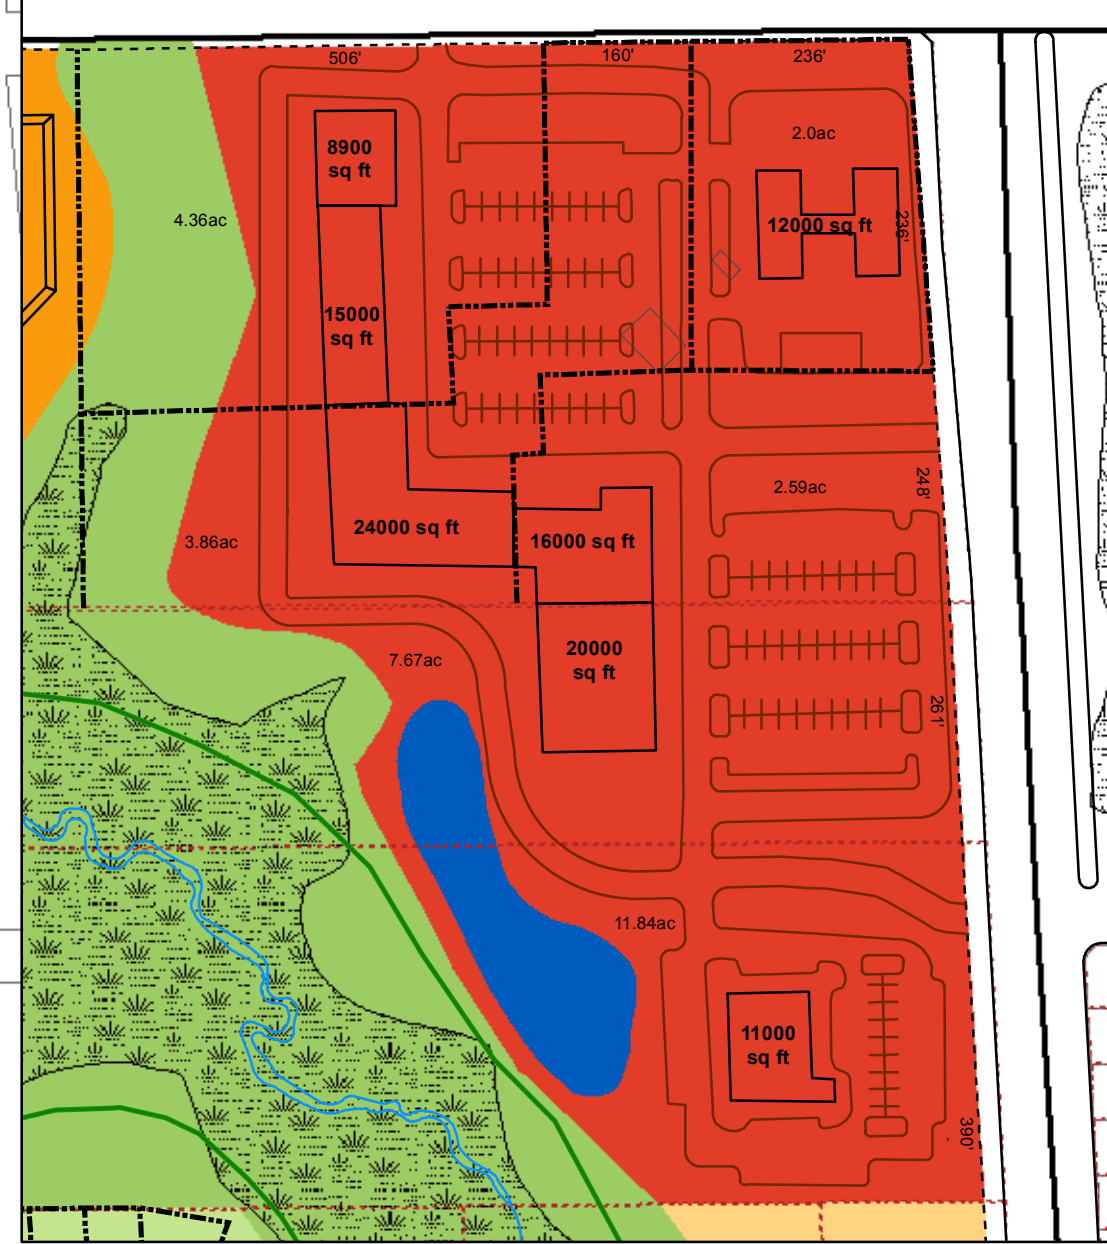 506'
160'
236'
2.0ac
8900
sq ft
4.36ac
12000 sq ft
236'
15000
sq ft
2.59ac
248'
24000 sq ft
16000 sq ft
3.86ac
20000
sq ft
7.67ac
261'
11.84ac
11000
sq ft
390'